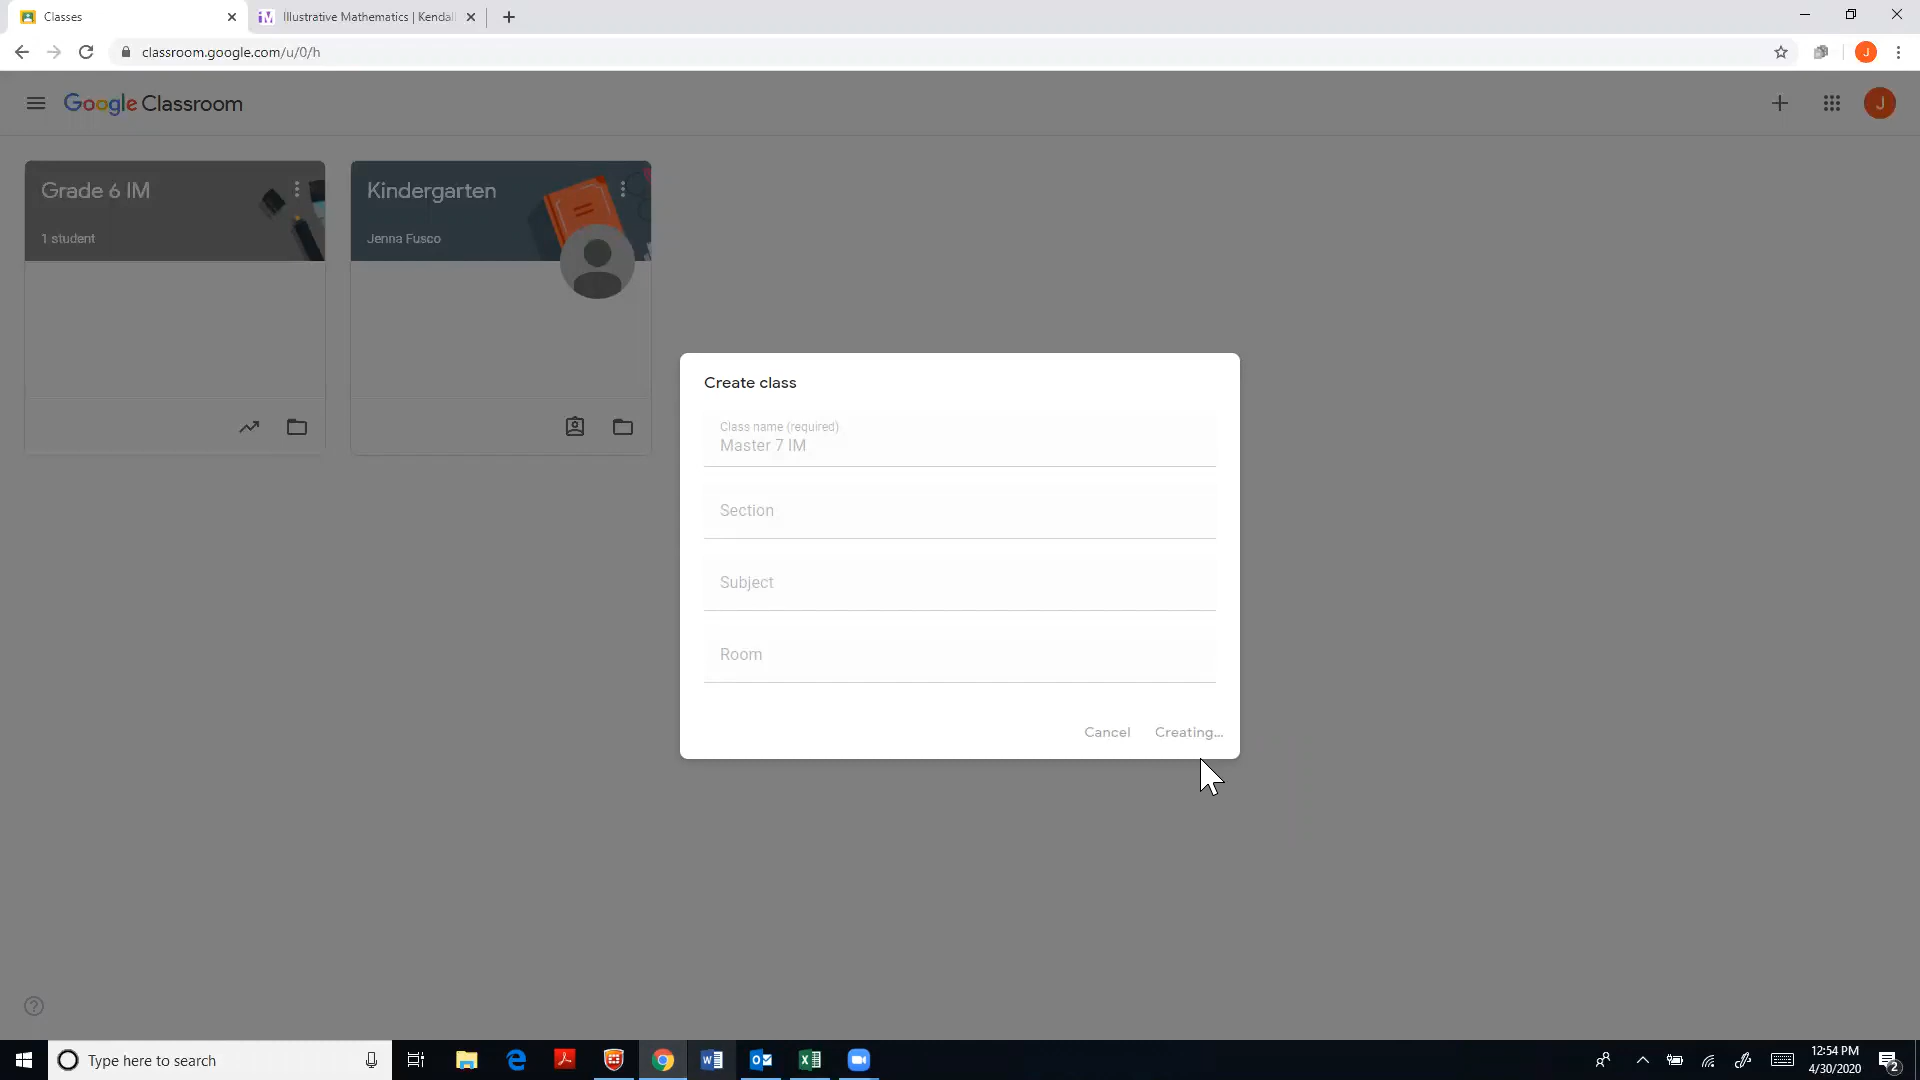 Classes
Illustrative Mathematics | Kendall
classroom.google.com/u/0/h
J
Google Classroom
J
Grade 6 IM
1 student
Kindergarten
Jenna Fusco
Create class
Class name (required)
Master 7 IM
Section
Subject
Room
Cancel
Creating...
Type here to search
12:54 PM
4/30/2020
2